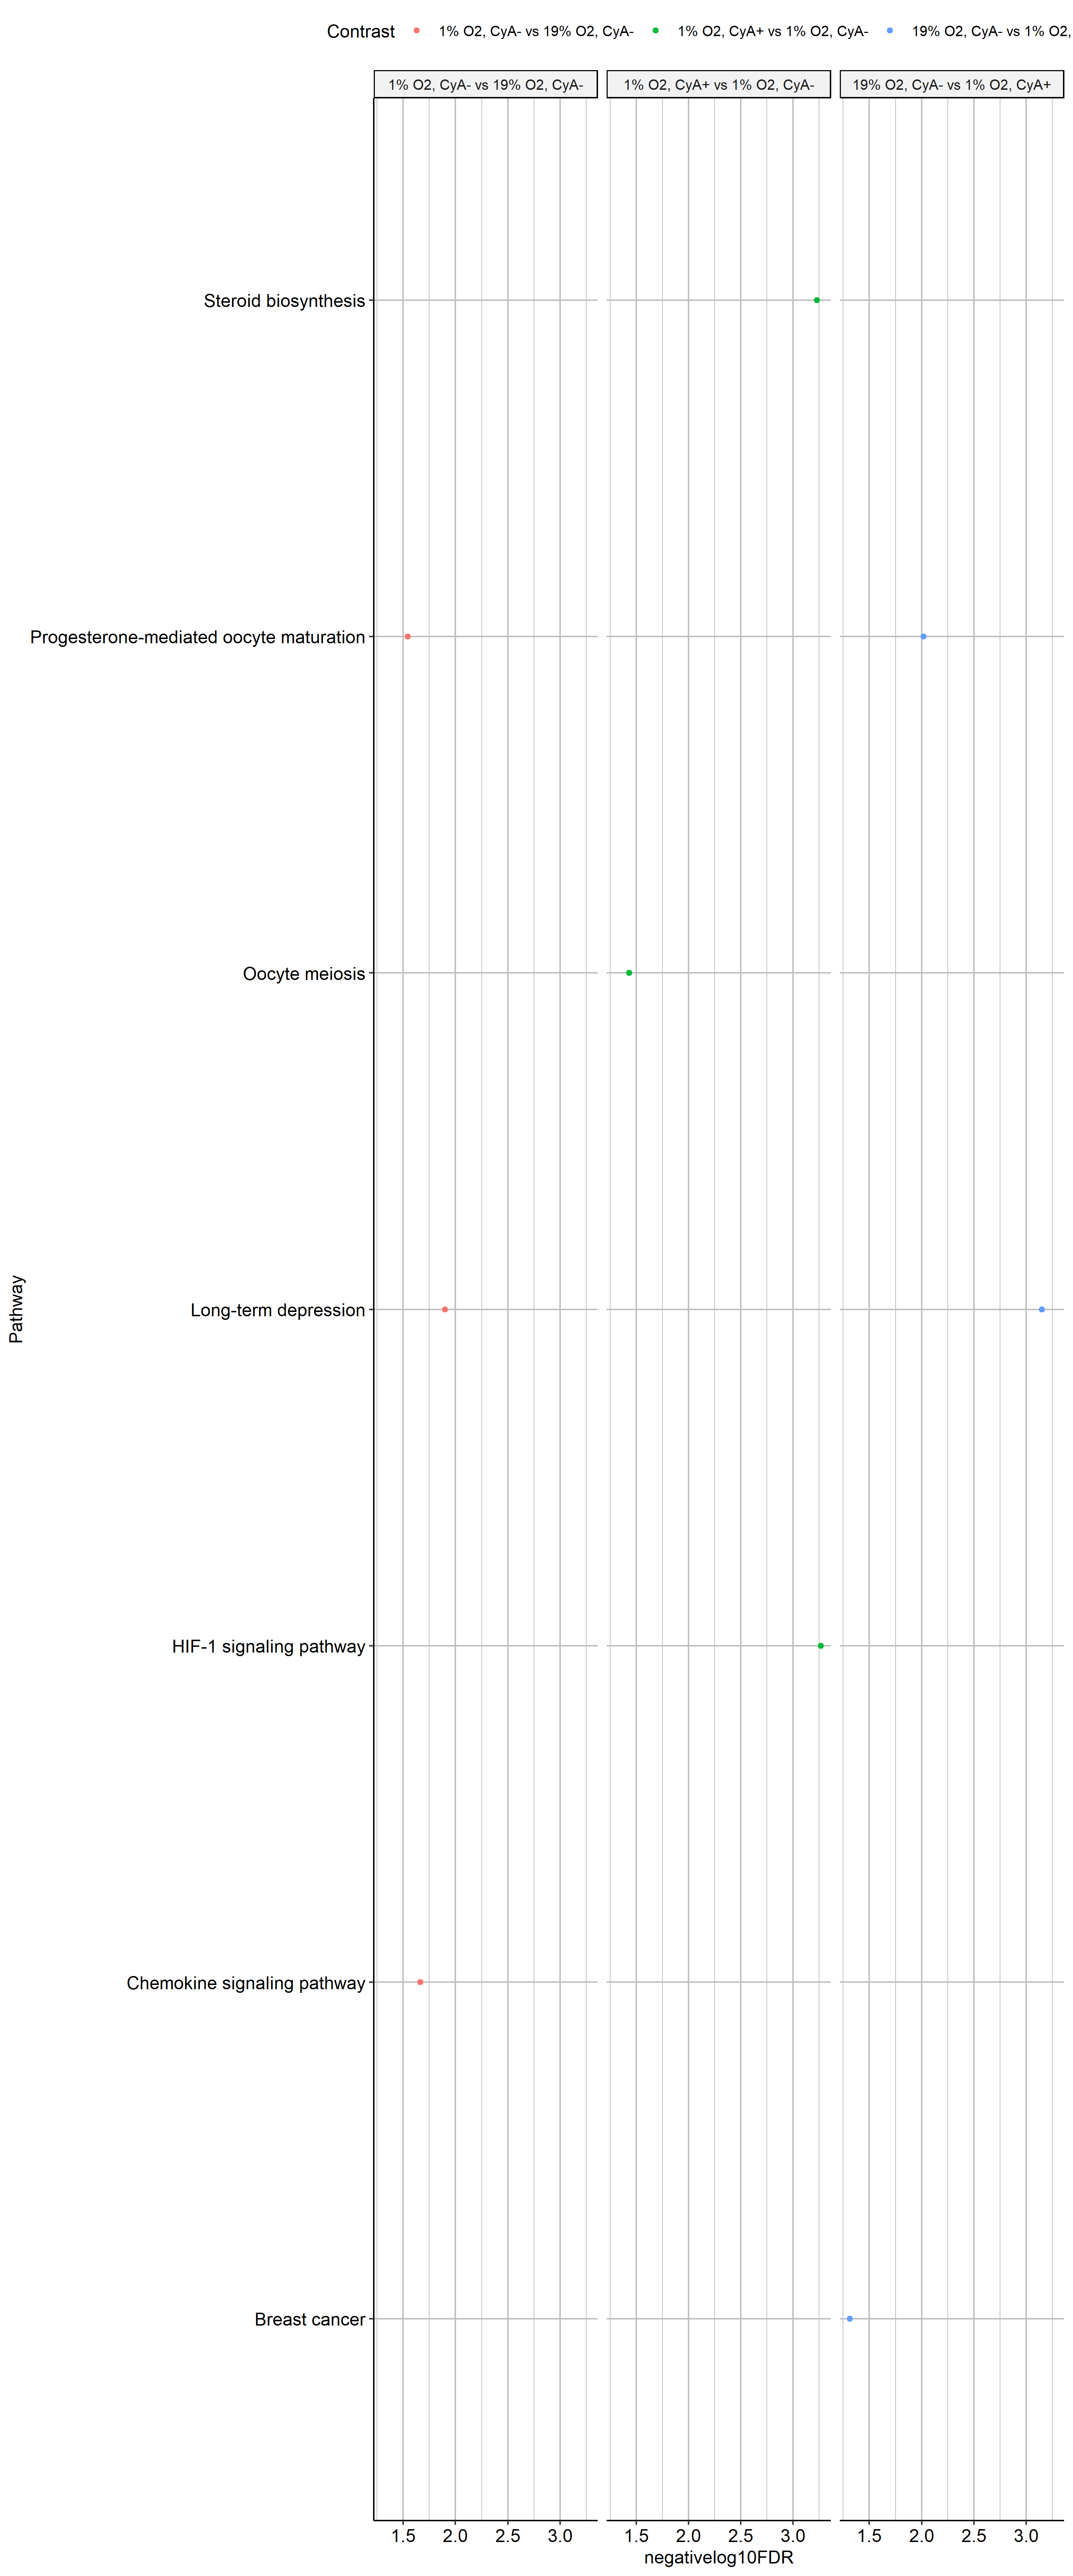 Contrast 1% O2, CyA- vs 19% O2, CyA- 1% O2, CyA+ vs 1% O2, CyA- 19% O2, CyA- vs 1% O2,
1% O2, CyA- vs 19% O2, CyA- 1% O2, CyA+ vs 1% O2, CyA- 19% O2, CyA- vs 1% O2, CyA+
Steroid biosynthesis
Progesterone-mediated oocyte maturation
Oocyte meiosis
Long-term depression
Pathway
HIF-1 signaling pathway
Chemokine signaling pathway
Breast cancer
1.5 2.0 2.5 3.0 1.5 2.0 2.5 3.0 1.5 2.0 2.5 3.0
negativelog10FDR